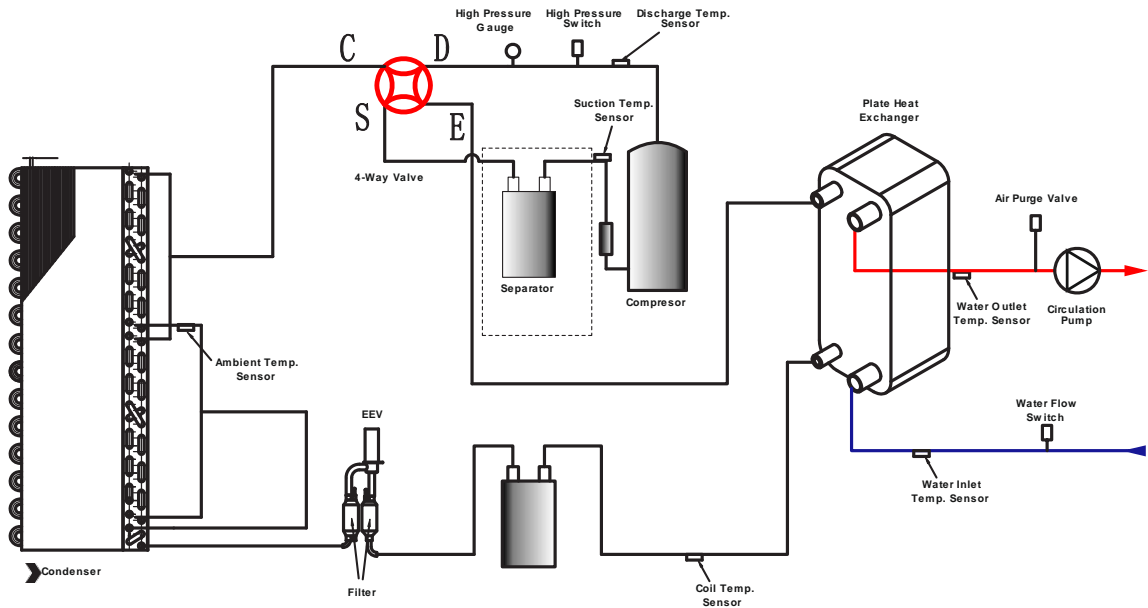 High Pressure
Gauge
High Pressure
Switch
Discharge Temp.
Sensor
C
D
S
E
4-Way Valve
Suction Temp.
Sensor
Plate Heat
Exchanger
Separator
Compresor
Air Purge Valve
Water Outlet
Temp. Sensor
Circulation
Pump
Ambient Temp.
Sensor
EEV
Water Flow
Switch
Water Inlet
Temp. Sensor
Condenser
Filter
Coil Temp.
Sensor